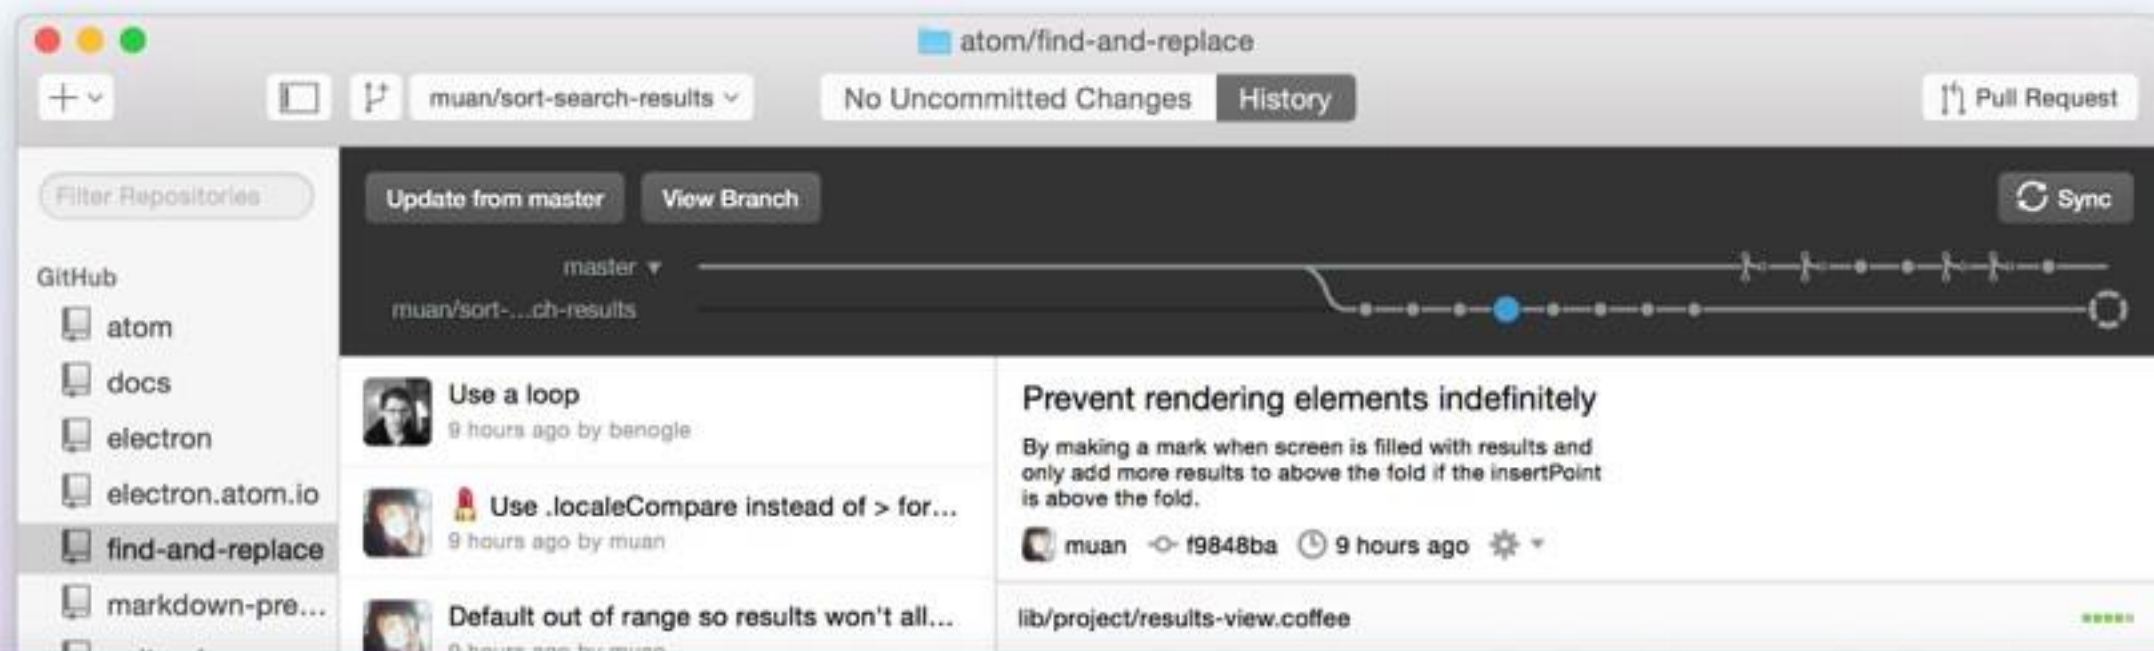 atom/find-and-replace
muan/sort-search-results
No Uncommitted Changes
History
Pull Request
Filter Repositories
Update from master
View Branch
Sync
GitHub
atom
docs
electron
electron.atom.io
find-and-replace
markdown-pre...
master
muan/sort-...ch-results
Use a loop
9 hours ago by benogle
Use .localeCompare instead of > for...
9 hours ago by muan
Default out of range so results won't all...
9 hours ago by muan
Prevent rendering elements indefinitely
By making a mark when screen is filled with results and
only add more results to above the fold if the insertPoint
is above the fold.
muan f9848ba 9 hours ago
lib/project/results-view.coffee